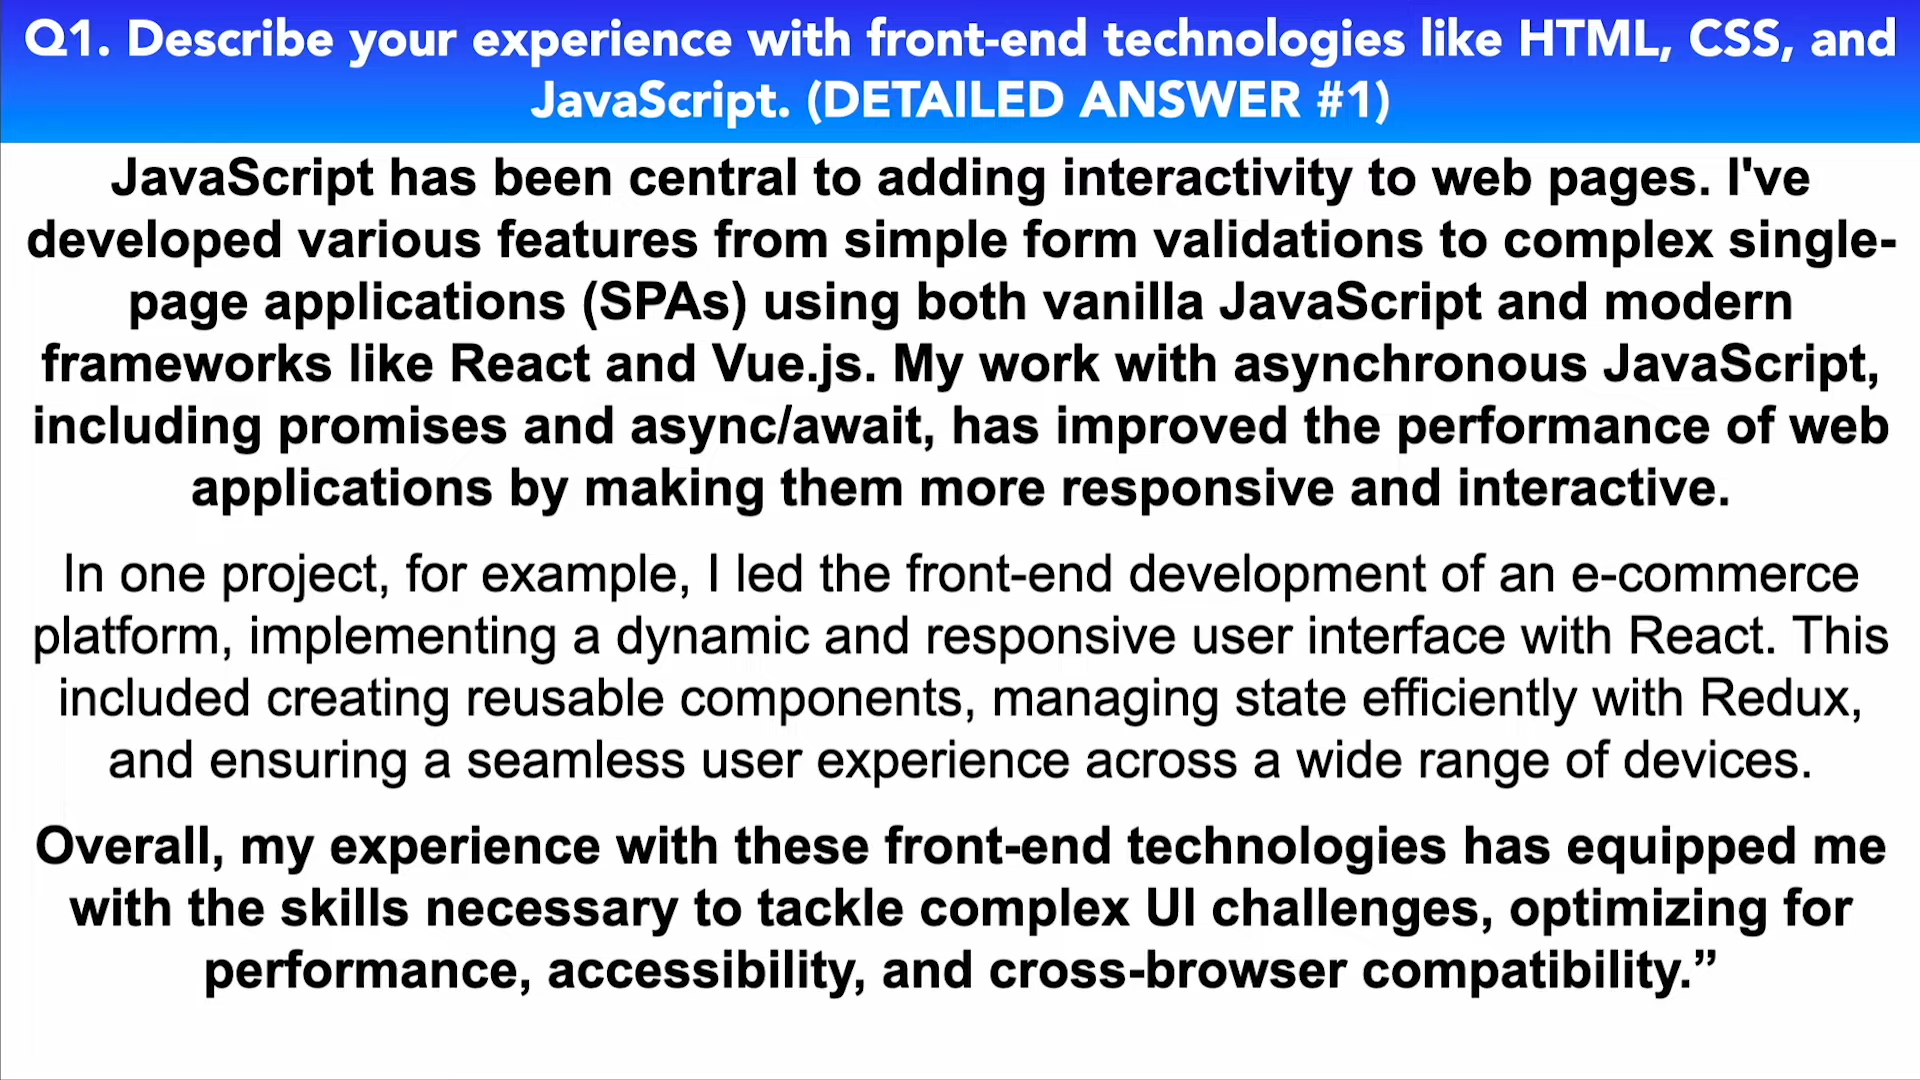 Q1. Describe your experience with front-end technologies like HTML, CSS, and
JavaScript. (DETAILED ANSWER #1)
JavaScript has been central to adding interactivity to web pages. I've
developed various features from simple form validations to complex single-
page applications (SPAs) using both vanilla JavaScript and modern
frameworks like React and Vue.js. My work with asynchronous JavaScript,
including promises and async/await, has improved the performance of web
applications by making them more responsive and interactive.
In one project, for example, I led the front-end development of an e-commerce
platform, implementing a dynamic and responsive user interface with React. This
included creating reusable components, managing state efficiently with Redux,
and ensuring a seamless user experience across a wide range of devices.
Overall, my experience with these front-end technologies has equipped me
with the skills necessary to tackle complex UI challenges, optimizing for
performance, accessibility, and cross-browser compatibility.”